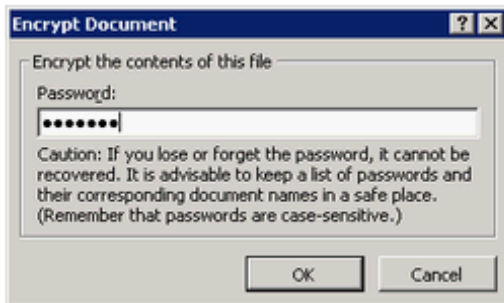 Encrypt Document
Encrypt the contents of this file
Password:
●●●●●●●
Caution: If you lose or forget the password, it cannot be
recovered. It is advisable to keep a list of passwords and
their corresponding document names in a safe place.
(Remember that passwords are case-sensitive.)
OK Cancel